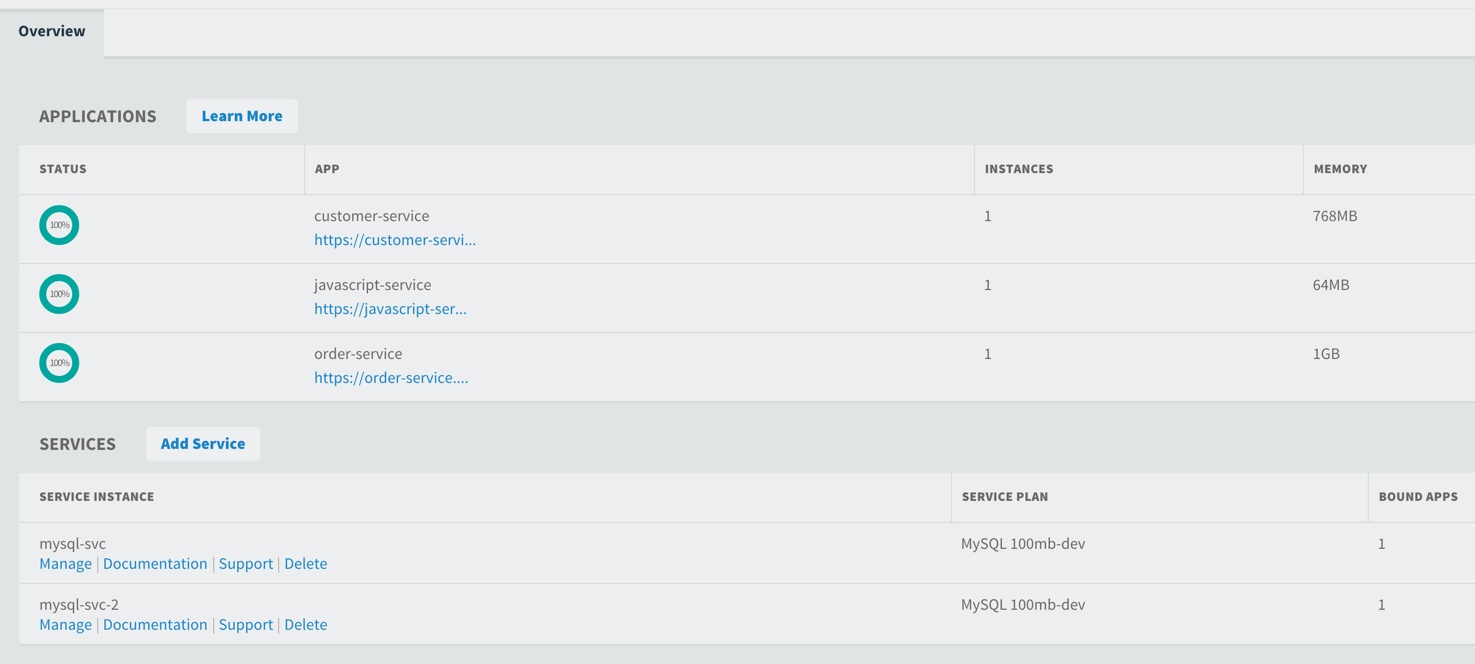 Overview
APPLICATIONS Learn More
STATUS APP INSTANCES MEMORY
100% customer-service 1 768MB
https://customer-servi...
100% javascript-service 1 64MB
https://javascript-ser...
100% order-service 1 1GB
https://order-service....
SERVICES Add Service
SERVICE INSTANCE SERVICE PLAN BOUND APPS
mysql-svc MySQL 100mb-dev 1
Manage | Documentation | Support | Delete
mysql-svc-2 MySQL 100mb-dev 1
Manage | Documentation | Support | Delete